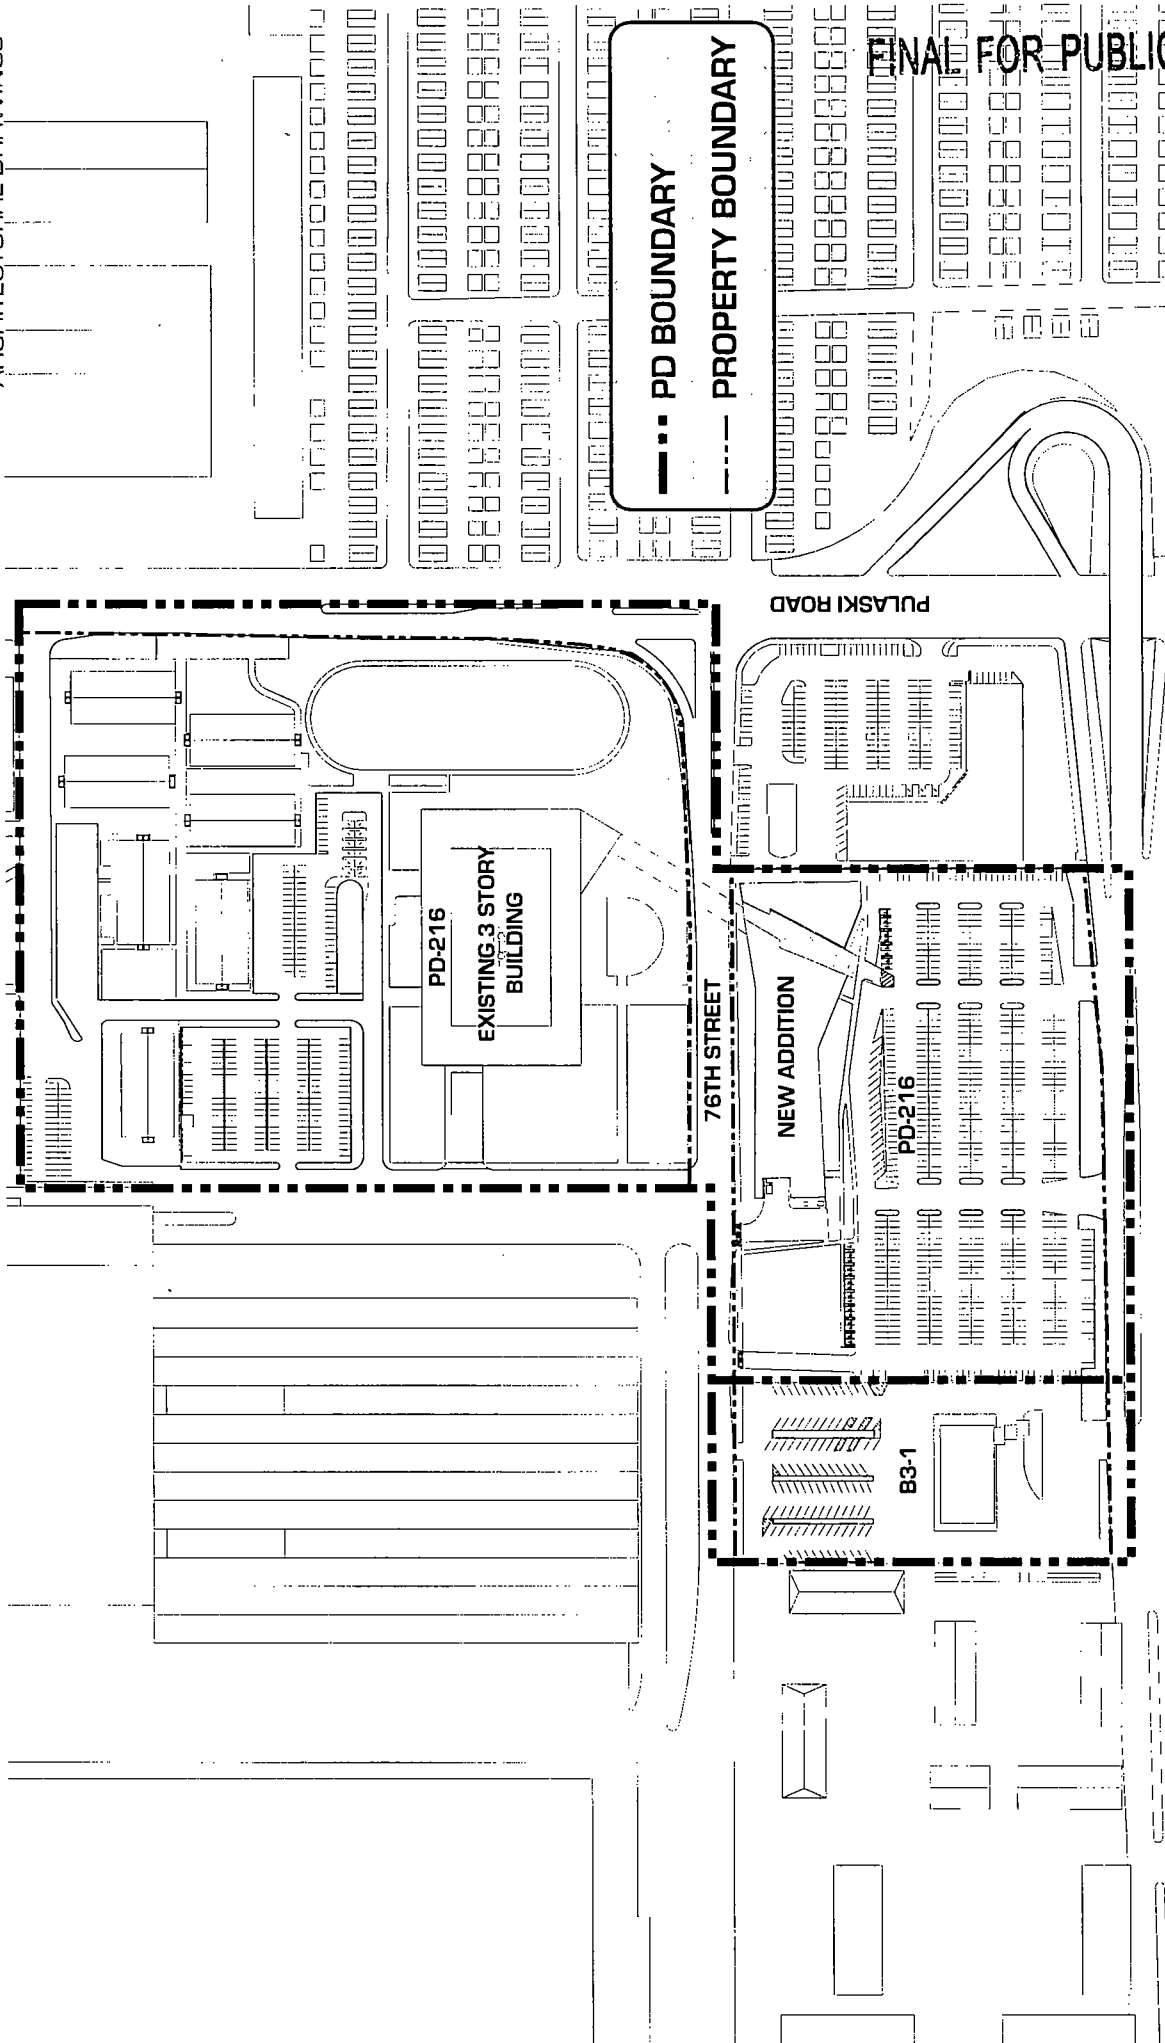 FINAL FOR PUBLIC
PD BOUNDARY
PROPERTY BOUNDARY
PULASKI ROAD
PD-216
EXISTING 3 STORY
BUILDING
76TH STREET
NEW ADDITION
PD-216
B3-1